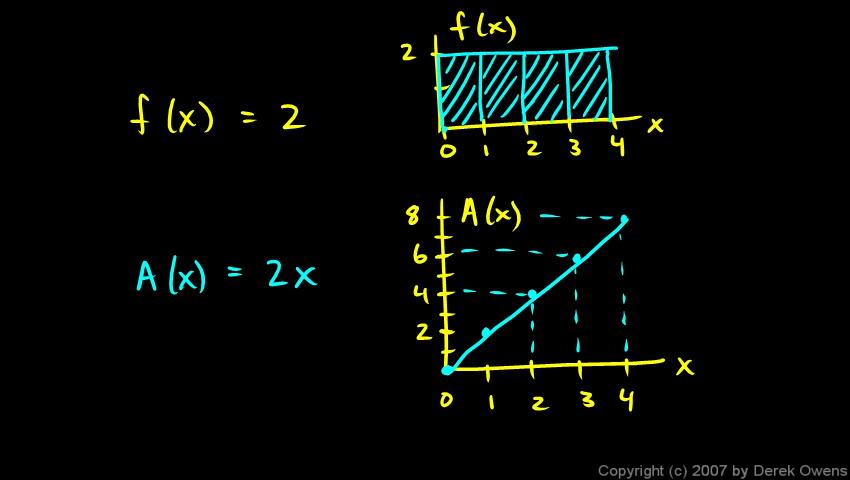 f(x)
2
f(x) = 2
x
0 1 2 3 4
8 A(x)
6
A(x) = 2x
4
2
x
0 1 2 3 4
Copyright (c) 2007 by Derek Owens